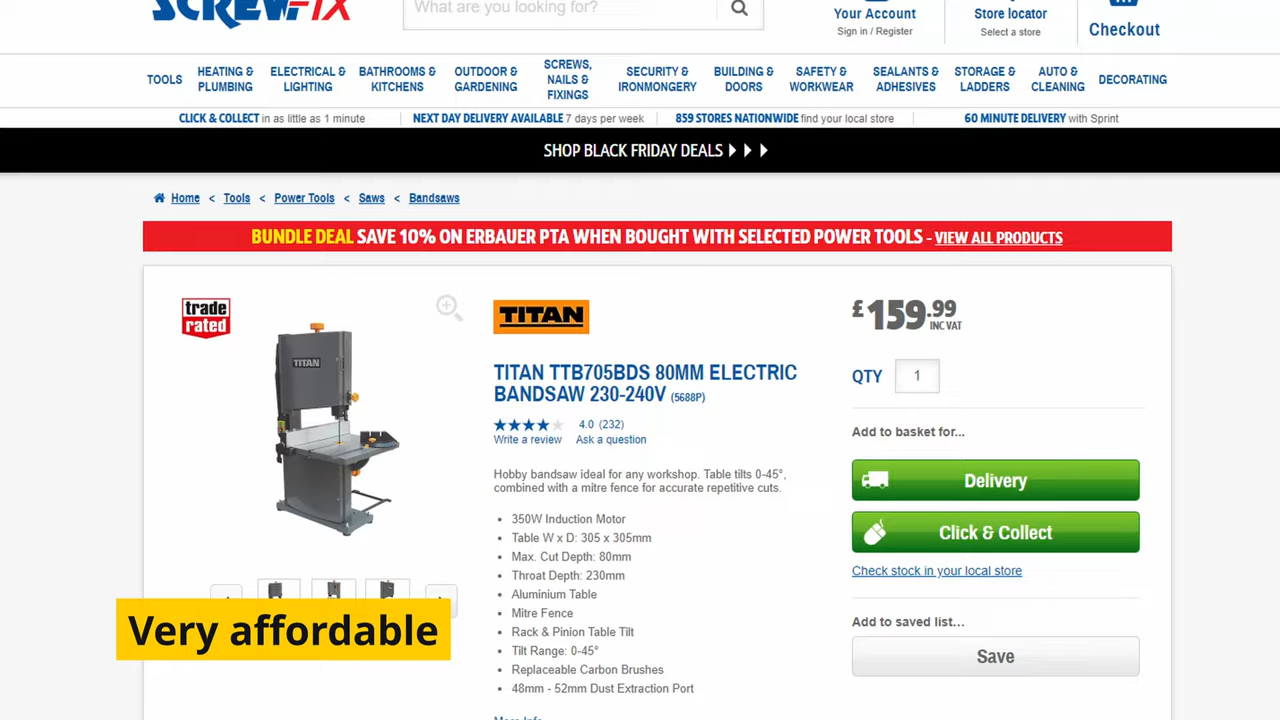 SCREWFIX
What are you looking for?
Your Account
Sign in / Register
Store locator
Select a store
Checkout
TOOLS
HEATING &
PLUMBING
ELECTRICAL &
LIGHTING
BATHROOMS &
KITCHENS
OUTDOOR &
GARDENING
SCREWS,
NAILS &
FIXINGS
SECURITY &
IRONMONGERY
BUILDING &
DOORS
SAFETY &
WORKWEAR
SEALANTS &
ADHESIVES
STORAGE &
LADDERS
AUTO &
CLEANING
DECORATING
CLICK & COLLECT in as little as 1 minute
NEXT DAY DELIVERY AVAILABLE 7 days per week
859 STORES NATIONWIDE find your local store
60 MINUTE DELIVERY with Sprint
SHOP BLACK FRIDAY DEALS
Home < Tools < Power Tools < Saws < Bandsaws
BUNDLE DEAL SAVE 10% ON ERBAUER PTA WHEN BOUGHT WITH SELECTED POWER TOOLS - VIEW ALL PRODUCTS
trade
rated
TITAN
TITAN
TITAN TTB705BDS 80MM ELECTRIC
BANDSAW 230-240V (5688P)
4.0 (232)
Write a review Ask a question
Hobby bandsaw ideal for any workshop. Table tilts 0-45°,
combined with a mitre fence for accurate repetitive cuts.
• 350W Induction Motor
• Table W x D: 305 x 305mm
• Max. Cut Depth: 80mm
• Throat Depth: 230mm
• Aluminium Table
• Mitre Fence
• Rack & Pinion Table Tilt
• Tilt Range: 0-45°
• Replaceable Carbon Brushes
• 48mm - 52mm Dust Extraction Port
More Info
£159.99
INC VAT
QTY 1
Add to basket for...
Delivery
Click & Collect
Check stock in your local store
Add to saved list...
Save
Very affordable